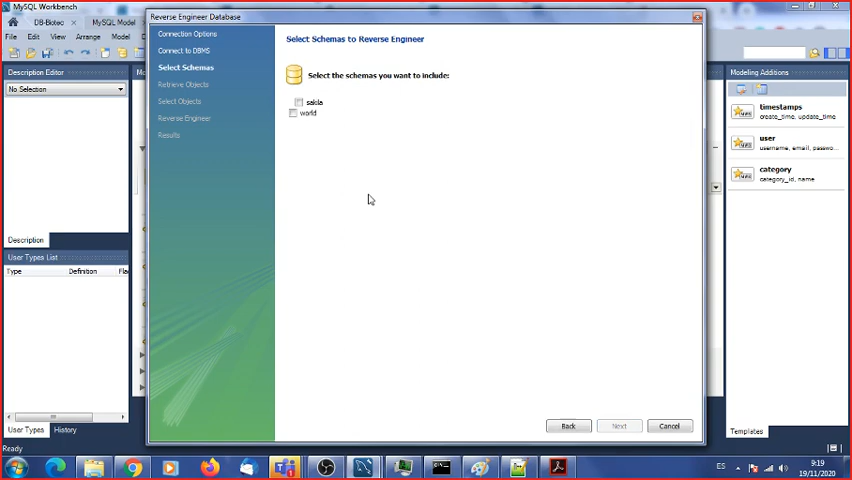 MySQL Workbench
DB-Biotec
MySQL Model
File Edit View Arrange Model
Description Editor
No Selection
Description
User Types List
Type Definition Fla
User Types History
Ready
Reverse Engineer Database
Connection Options
Connect to DBMS
Select Schemas
Retrieve Objects
Select Objects
Reverse Engineer
Results
Select Schemas to Reverse Engineer
Select the schemas you want to include:
sakila
world
Back Next Cancel
Modeling Additions
timestamps
create_time, update_time
user
username, email, passwo...
category
category_id, name
Templates
ES
9:19
19/11/2020